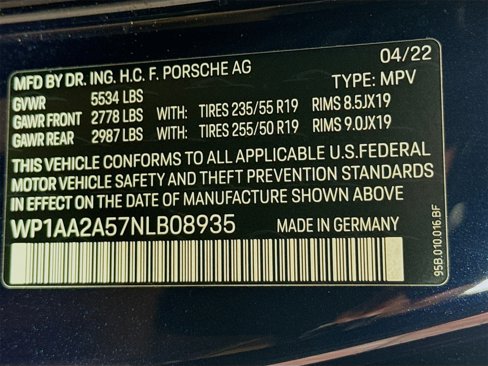 MFD BY DR. ING. H.C. F. PORSCHE AG 04/22
GVWR 5534 LBS TYPE: MPV
GAWR FRONT 2778 LBS WITH: TIRES 235/55 R19 RIMS 8.5JX19
GAWR REAR 2987 LBS WITH: TIRES 255/50 R19 RIMS 9.0JX19
THIS VEHICLE CONFORMS TO ALL APPLICABLE U.S.FEDERAL
MOTOR VEHICLE SAFETY AND THEFT PREVENTION STANDARDS
IN EFFECT ON THE DATE OF MANUFACTURE SHOWN ABOVE
WP1AA2A57NLB08935 MADE IN GERMANY
95B.010.016.BF